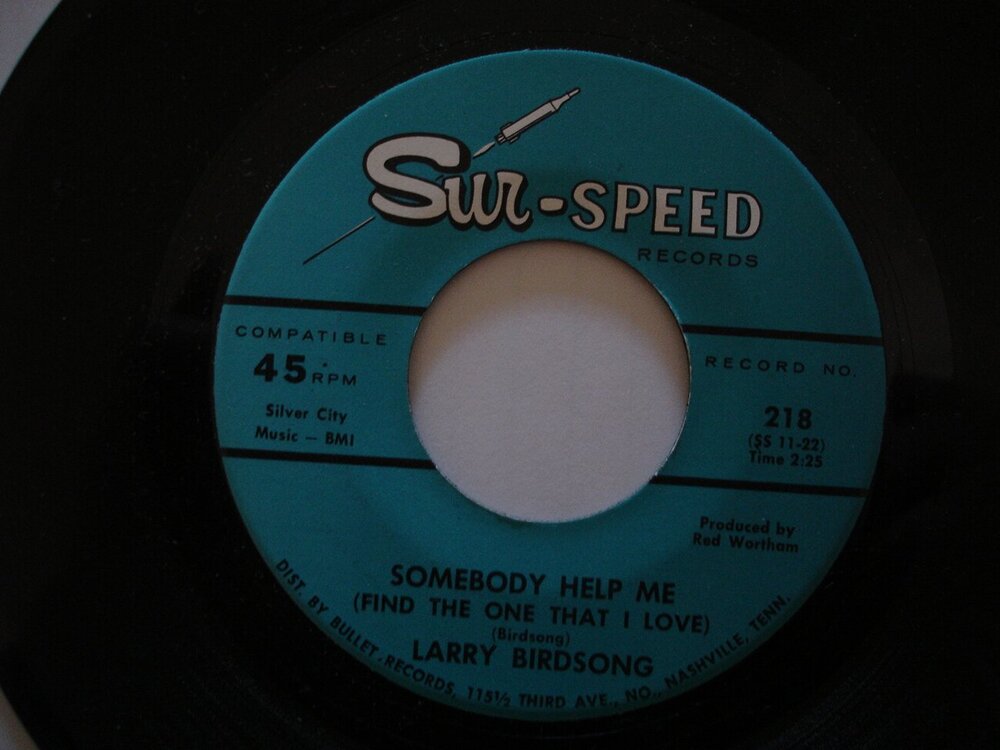 Sur-SPEED
RECORDS
COMPATIBLE
45 RPM
Silver City
Music — BMI
RECORD NO.
218
(SS 11-22)
Time 2:25
Produced by
Red Wortham
SOMEBODY HELP ME
(FIND THE ONE THAT I LOVE)
(Birdsong)
LARRY BIRDSONG
DIST. BY BULLET RECORDS, 115½ THIRD AVE., NO., NASHVILLE, TENN.